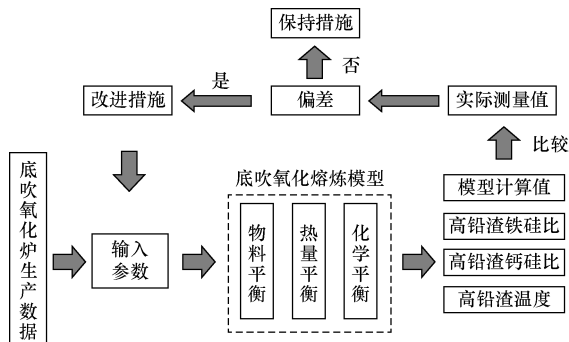 保持措施
是
否
改进措施
偏差
实际测量值
比较
底吹氧化炉生产数据
输入
参数
底吹氧化熔炼模型
物料平衡
热量平衡
化学平衡
模型计算值
高铅渣铁硅比
高铅渣钙硅比
高铅渣温度